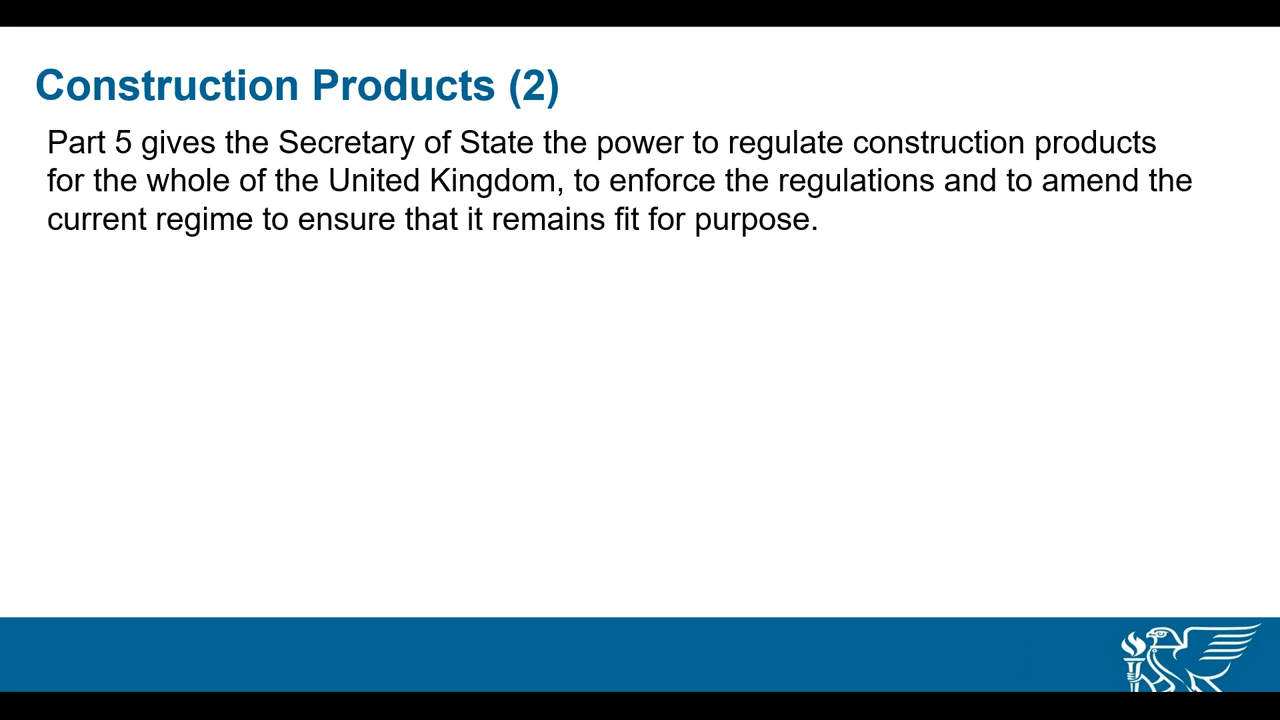 Construction Products (2)
Part 5 gives the Secretary of State the power to regulate construction products
for the whole of the United Kingdom, to enforce the regulations and to amend the
current regime to ensure that it remains fit for purpose.